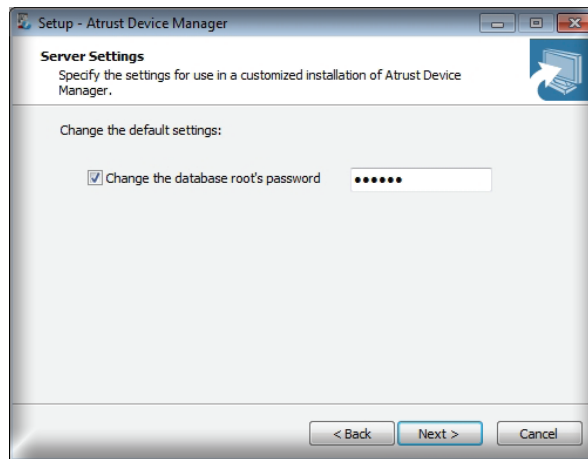 Setup - Atrust Device Manager
Server Settings
Specify the settings for use in a customized installation of Atrust Device
Manager.
Change the default settings:
Change the database root's password
••••••
< Back
Next >
Cancel